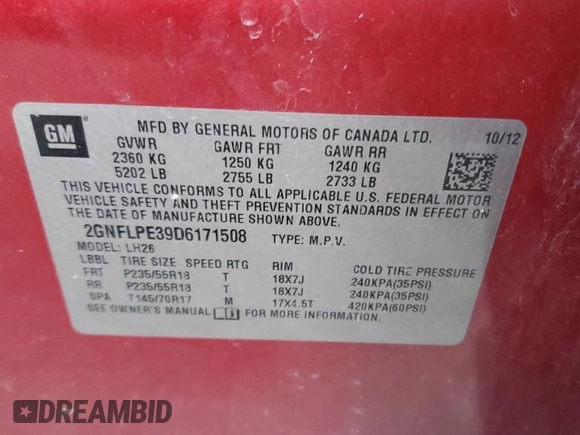 GM
MFD BY GENERAL MOTORS OF CANADA LTD. 10/12
GVWR GAWR FRT GAWR RR
2360 KG 1250 KG 1240 KG
5202 LB 2755 LB 2733 LB
THIS VEHICLE CONFORMS TO ALL APPLICABLE U.S. FEDERAL MOTOR
VEHICLE SAFETY AND THEFT PREVENTION STANDARDS IN EFFECT ON
THE DATE OF MANUFACTURE SHOWN ABOVE.
2GNFLPE39D6171508 TYPE: M.P.V.
MODEL: LH26
LBBL TIRE SIZE SPEED RTG RIM COLD TIRE PRESSURE
FRT P235/55R18 T 18X7J 240KPA(35PSI)
RR P235/55R18 T 18X7J 240KPA(35PSI)
SPA T145/70R17 M 17X4.5T 420KPA(60PSI)
SEE OWNER'S MANUAL FOR MORE INFORMATION.
DREAMBID